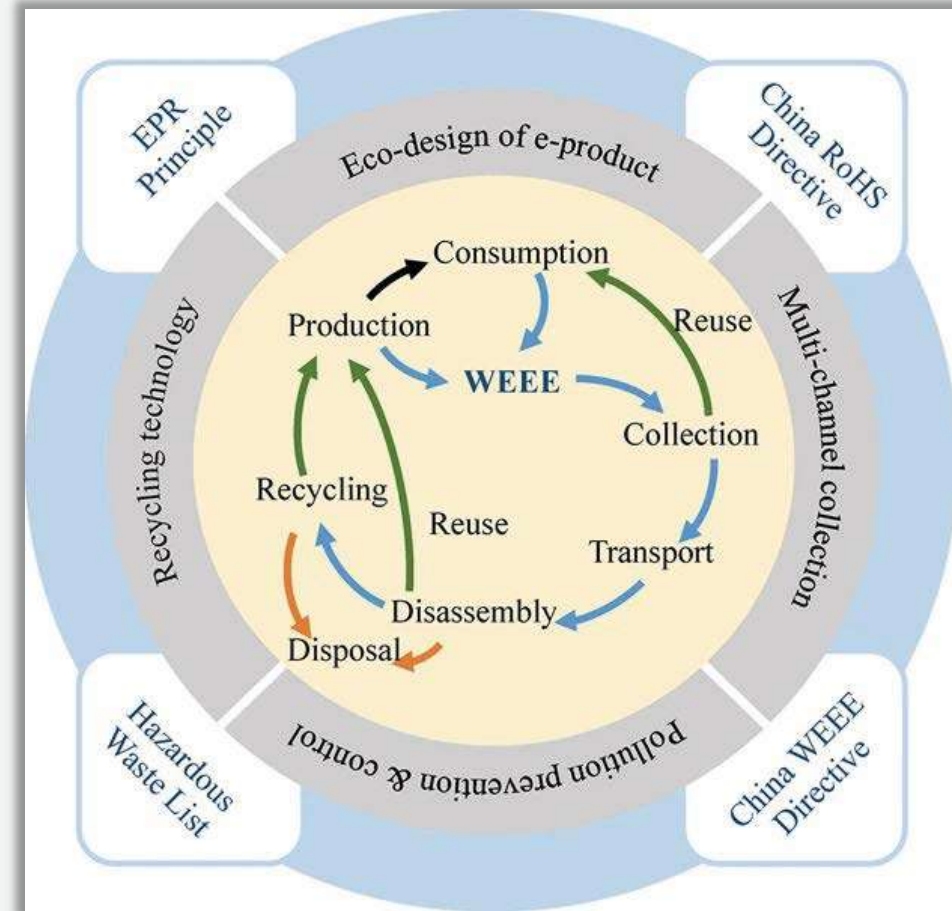 EPR
Principle
China RoHS
Directive
Eco-design of e-product
Recycling technology
Multi-channel collection
Consumption
Production
Reuse
WEEE
Collection
Recycling
Reuse
Transport
Disassembly
Disposal
Pollution prevention & control
Hazardous
Waste List
China WEEE
Directive